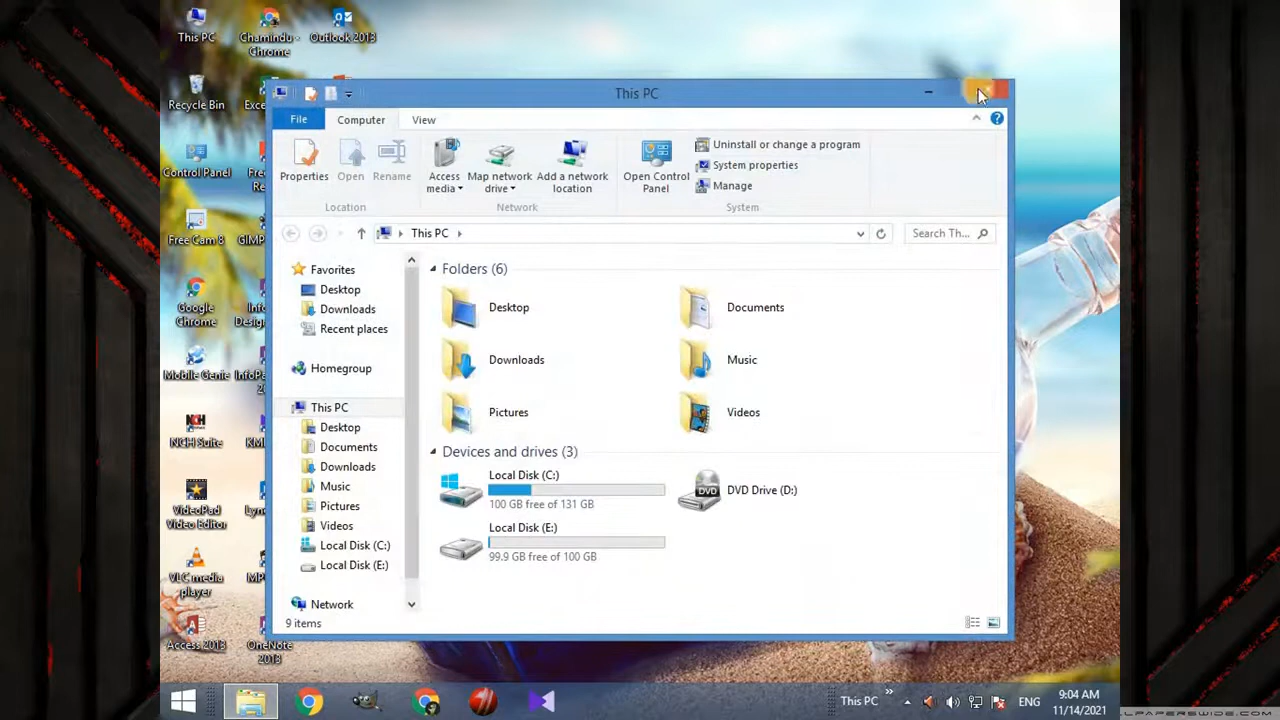 This PC
Chamindu -
Chrome
Outlook 2013
Recycle Bin
Control Panel
Free Cam 8
GIMP
Google
Chrome
Mobile Genie
NCH Suite
VideoPad
Video Editor
VLC media
player
Access 2013
OneNote
2013
This PC
File
Computer
View
Properties
Open
Rename
Location
Access
media
Map network
drive
Add a network
location
Network
Open Control
Panel
Uninstall or change a program
System properties
Manage
System
This PC
Search Th...
Favorites
Desktop
Downloads
Recent places
Homegroup
This PC
Desktop
Documents
Downloads
Music
Pictures
Videos
Local Disk (C:)
Local Disk (E:)
Network
Folders (6)
Desktop
Documents
Downloads
Music
Pictures
Videos
Devices and drives (3)
Local Disk (C:)
100 GB free of 131 GB
DVD
DVD Drive (D:)
Local Disk (E:)
99.9 GB free of 100 GB
9 items
This PC
ENG
9:04 AM
11/14/2021